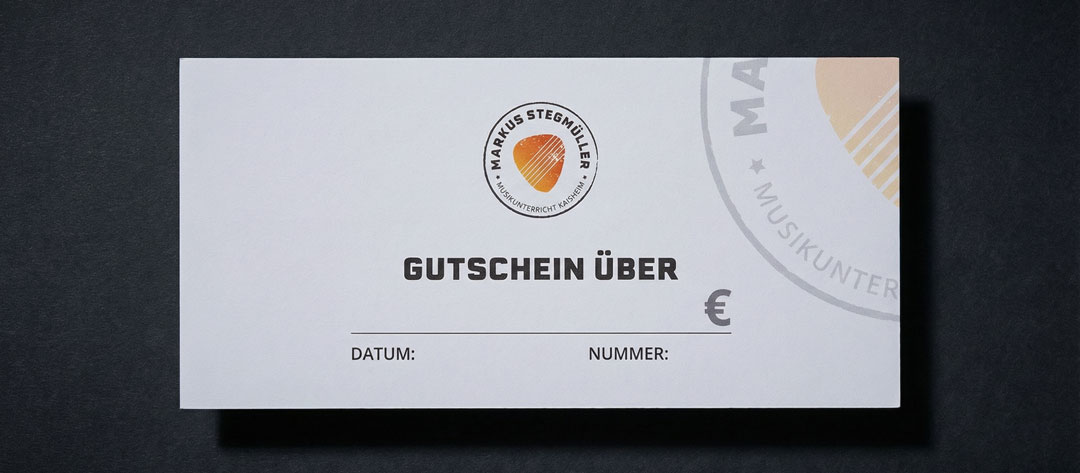 MARKUS STEGMÜLLER
• MUSIKUNTERRICHT KAISHEIM •
GUTSCHEIN ÜBER
€
DATUM: NUMMER:
MA
★ MUSIKUNTER